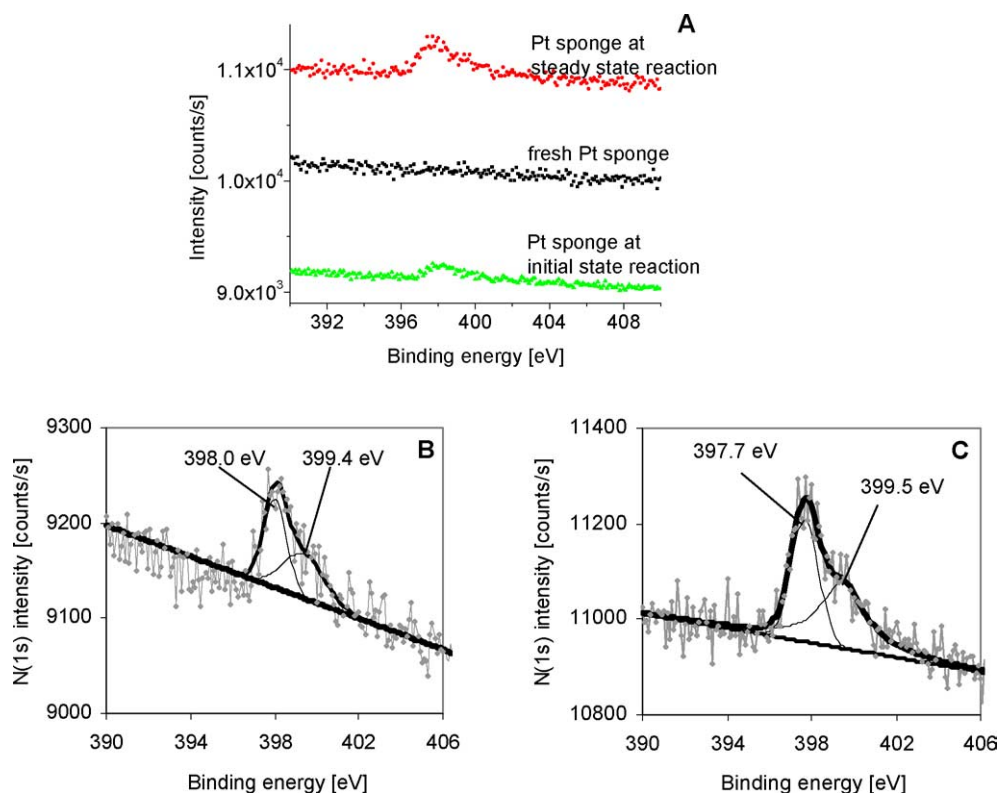 A
Pt sponge at
steady state reaction
1.1x10⁴
fresh Pt sponge
1.0x10⁴
Pt sponge at
initial state reaction
9.0x10³
Intensity [counts/s]
392 396 400 404 408
Binding energy [eV]
B
9300
398.0 eV 399.4 eV
9200
9100
9000
N(1s) intensity [counts/s]
390 394 398 402 406
Binding energy [eV]
C
11400
397.7 eV
399.5 eV
11200
11000
10800
N(1s) intensity [counts/s]
390 394 398 402 406
Binding energy [eV]